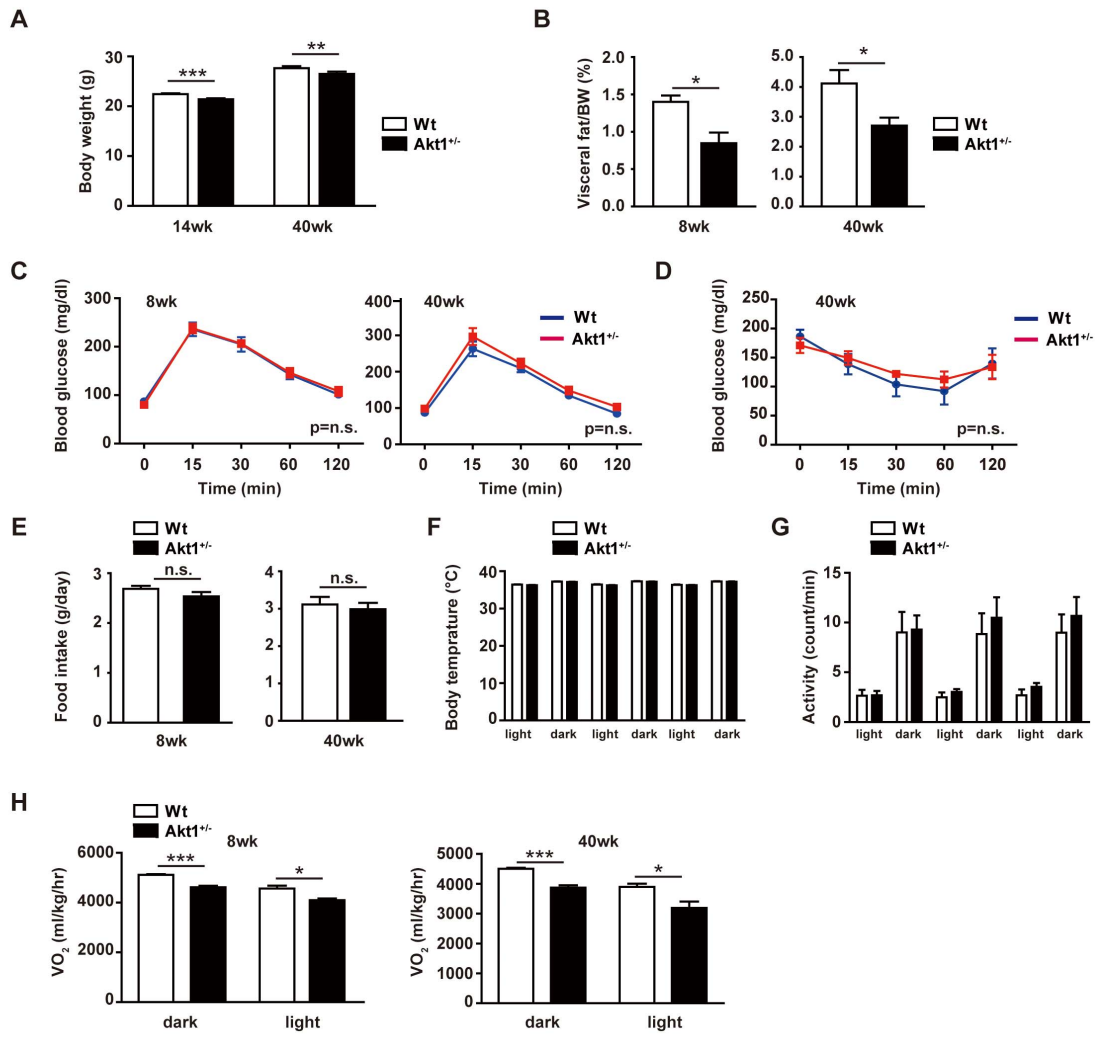 A
Body weight (g)
30
20
10
0
***
**
14wk
40wk
Wt
Akt1+/-
B
Visceral fat/BW (%)
2.0
1.5
1.0
0.5
0.0
*
8wk
5.0
4.0
3.0
2.0
1.0
0.0
*
40wk
Wt
Akt1+/-
C
Blood glucose (mg/dl)
300
200
100
0
8wk
p=n.s.
0 15 30 60 120
Time (min)
400
300
200
100
0
40wk
p=n.s.
0 15 30 60 120
Time (min)
Wt
Akt1+/-
D
Blood glucose (mg/dl)
250
200
150
100
50
0
40wk
p=n.s.
0 15 30 60 120
Time (min)
Wt
Akt1+/-
E
Wt
Akt1+/-
Food intake (g/day)
3
2
1
0
n.s.
8wk
4
3
2
1
0
n.s.
40wk
F
Wt
Akt1+/-
Body temprature (°C)
40
30
20
10
0
light dark light dark light dark
G
Wt
Akt1+/-
Activity (count/min)
15
10
5
0
light dark light dark light dark
H
Wt
Akt1+/-
8wk
VO2 (ml/kg/hr)
6000
4000
2000
0
***
*
dark light
40wk
VO2 (ml/kg/hr)
5000
4000
3000
2000
1000
0
***
*
dark light